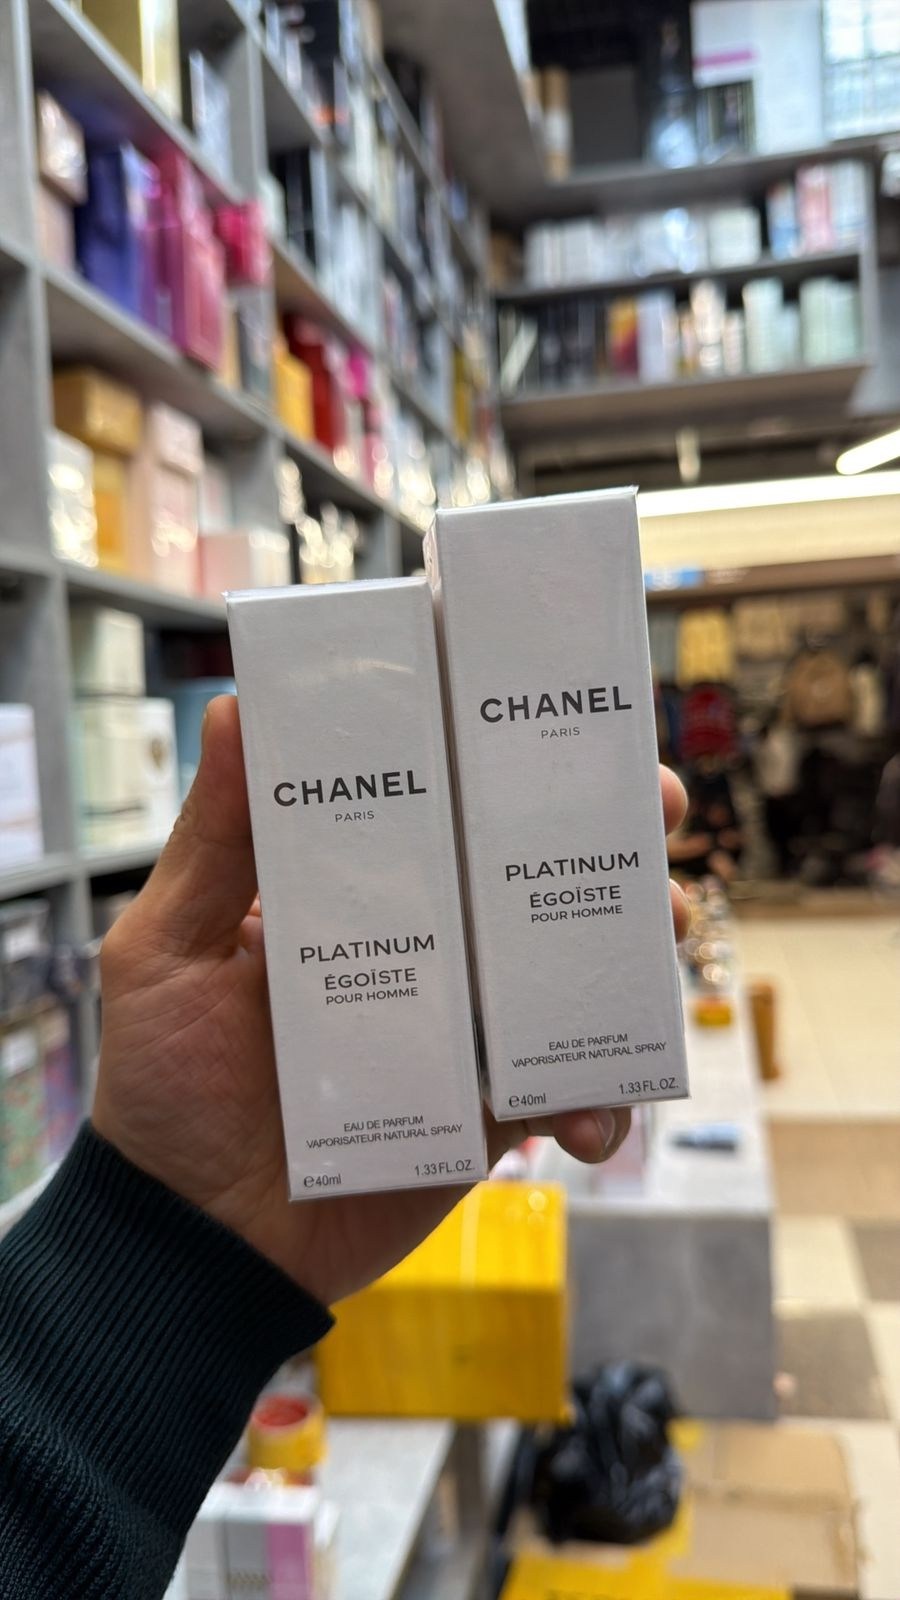 CHANEL
PARIS
PLATINUM
ÉGOÏSTE
POUR HOMME
EAU DE PARFUM
VAPORISATEUR NATURAL SPRAY
℮40ml 1.33 FL.OZ.
CHANEL
PARIS
PLATINUM
ÉGOÏSTE
POUR HOMME
EAU DE PARFUM
VAPORISATEUR NATURAL SPRAY
℮40ml 1.33 FL.OZ.